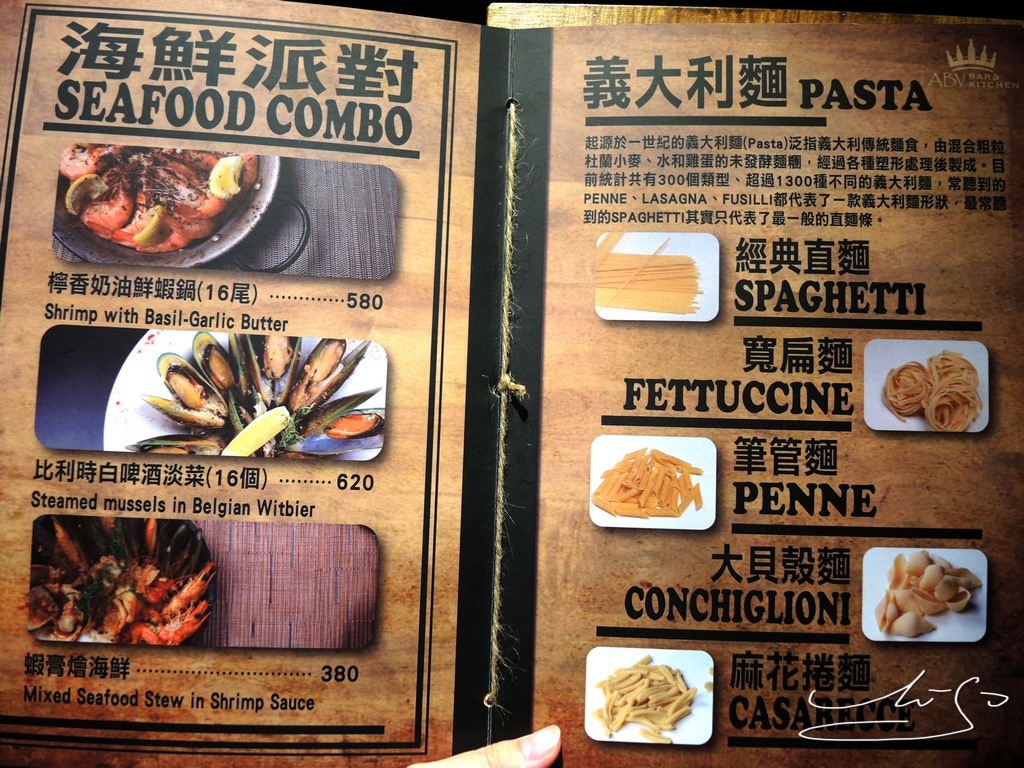 海鮮派對
SEAFOOD COMBO
檸香奶油鮮蝦鍋(16尾) ·············580
Shrimp with Basil-Garlic Butter
比利時白啤酒淡菜(16個) ·········620
Steamed mussels in Belgian Witbier
蝦膏燴海鮮 ····························· 380
Mixed Seafood Stew in Shrimp Sauce
ABV BAR & KITCHEN
義大利麵 PASTA
起源於一世紀的義大利麵(Pasta)泛指義大利傳統麵食，由混合粗粒
杜蘭小麥、水和雞蛋的未發酵麵糰，經過各種塑形處理後製成。目
前統計共有300個類型、超過1300種不同的義大利麵，常聽到的
PENNE、LASAGNA、FUSILLI都代表了一款義大利麵形狀，最常聽
到的SPAGHETTI其實只代表了最一般的直麵條。
經典直麵
SPAGHETTI
寬扁麵
FETTUCCINE
筆管麵
PENNE
大貝殼麵
CONCHIGLIONI
麻花捲麵
CASARECCE